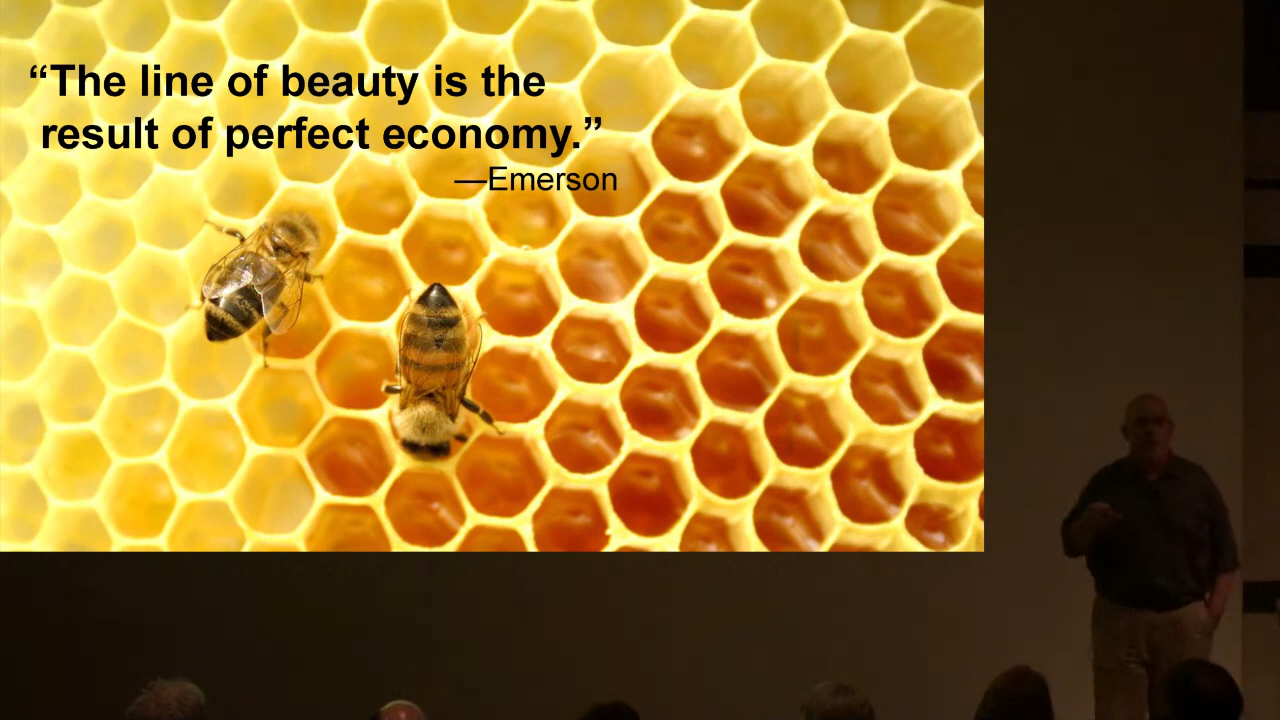 “The line of beauty is the
result of perfect economy.”
—Emerson